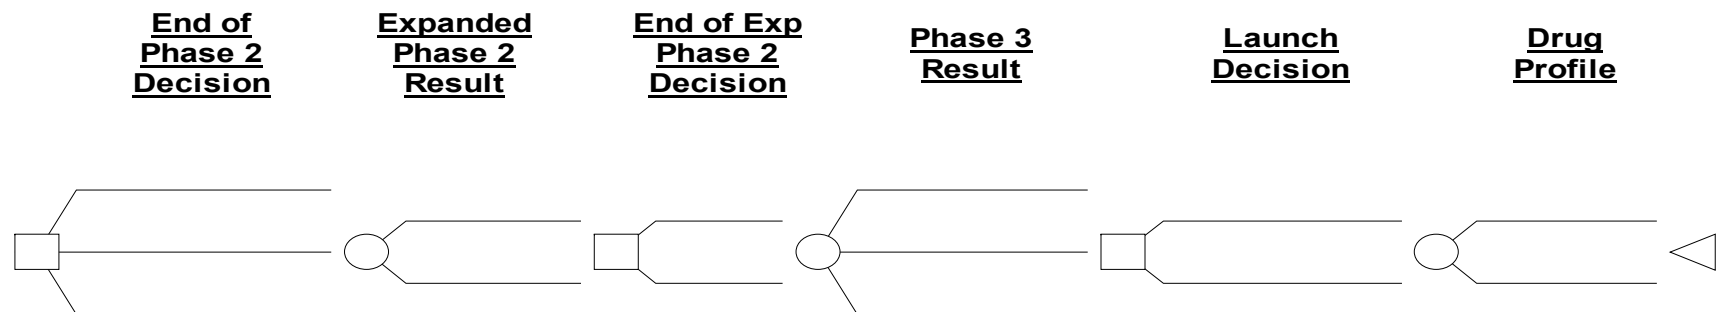 End of
Phase 2
Decision
Expanded
Phase 2
Result
End of Exp
Phase 2
Decision
Phase 3
Result
Launch
Decision
Drug
Profile